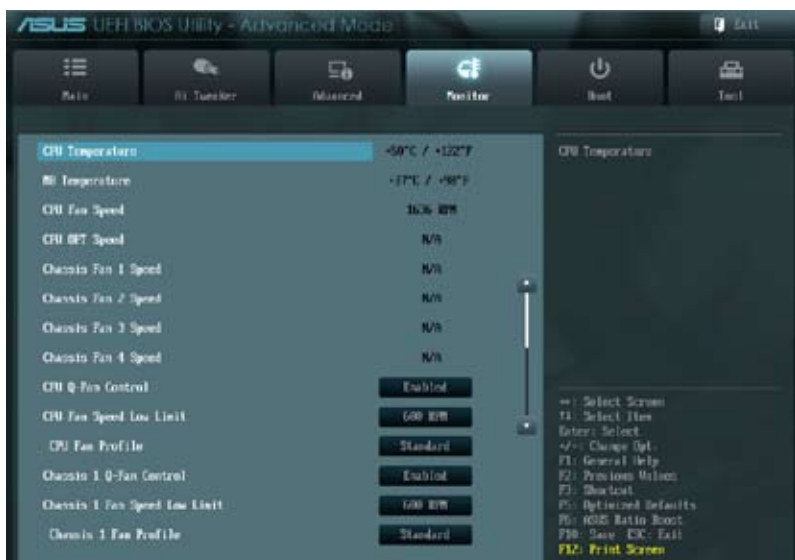 ASUS UEFI BIOS Utility - Advanced Mode
Exit
Main
Ai Tweaker
Advanced
Monitor
Boot
Tool
CPU Temperature +50°C / +122°F
MB Temperature +37°C / +98°F
CPU Fan Speed 1636 RPM
CPU OPT Speed N/A
Chassis Fan 1 Speed N/A
Chassis Fan 2 Speed N/A
Chassis Fan 3 Speed N/A
Chassis Fan 4 Speed N/A
CPU Q-Fan Control Enabled
CPU Fan Speed Low Limit 600 RPM
CPU Fan Profile Standard
Chassis 1 Q-Fan Control Enabled
Chassis 1 Fan Speed Low Limit 600 RPM
Chassis 1 Fan Profile Standard
CPU Temperature
→←: Select Screen
↑↓: Select Item
Enter: Select
+/-: Change Opt.
F1: General Help
F2: Previous Values
F3: Shortcut
F5: Optimized Defaults
F6: ASUS Ratio Boost
F10: Save ESC: Exit
F12: Print Screen